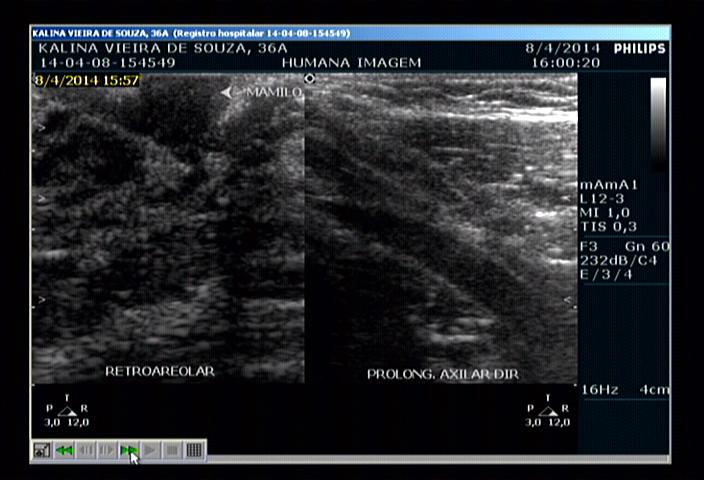 KALINA VIEIRA DE SOUZA, 36A (Registro hospitalar 14-04-08-154549)
KALINA VIEIRA DE SOUZA, 36A 8/4/2014 PHILIPS
14-04-08-154549 HUMANA IMAGEM 16:00:20
8/4/2014 15:57
MAMILO
mAmA1
L12-3
MI 1,0
TIS 0,3
F3 Gn 60
232dB/C4
E/3/4
RETROAREOLAR
PROLONG. AXILAR DIR
16Hz 4cm
T
P R
3,0 12,0
T
P R
3,0 12,0